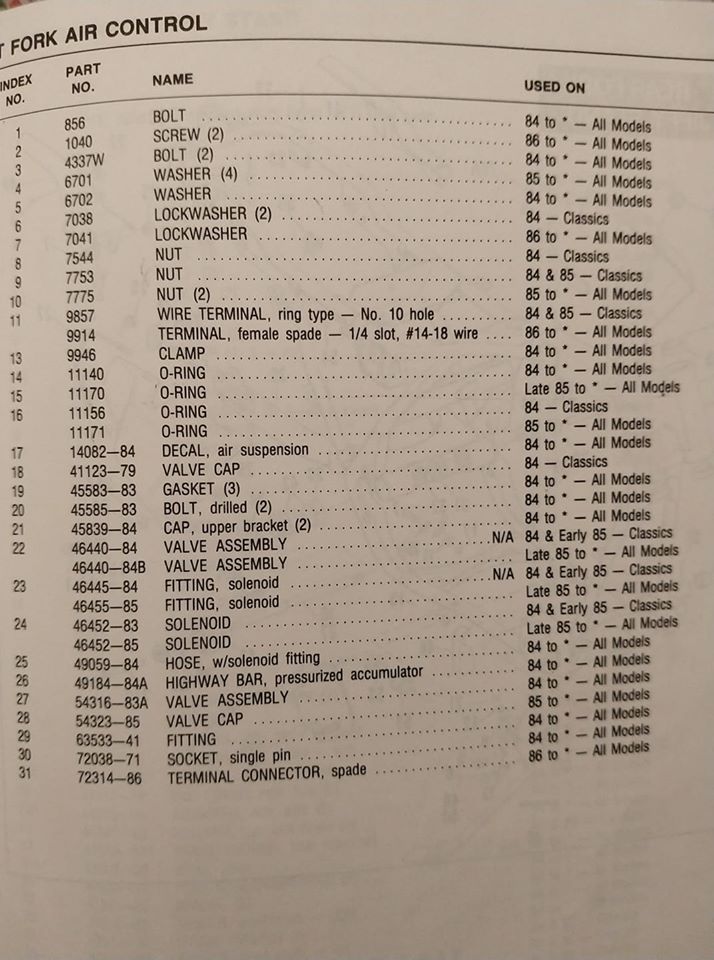 T FORK AIR CONTROL
INDEX NO. PART NO. NAME USED ON
1 856 BOLT ........ 84 to * — All Models
2 1040 SCREW (2) ........ 86 to * — All Models
3 4337W BOLT (2) ........ 84 to * — All Models
4 6701 WASHER (4) ........ 85 to * — All Models
5 6702 WASHER ........ 84 to * — All Models
6 7038 LOCKWASHER (2) ........ 84 — Classics
7 7041 LOCKWASHER ........ 86 to * — All Models
8 7544 NUT ........ 84 — Classics
9 7753 NUT ........ 84 & 85 — Classics
10 7775 NUT (2) ........ 85 to * — All Models
11 9857 WIRE TERMINAL, ring type — No. 10 hole ........ 84 & 85 — Classics
9914 TERMINAL, female spade — 1/4 slot, #14-18 wire .... 86 to * — All Models
13 9946 CLAMP ........ 84 to * — All Models
14 11140 O-RING ........ 84 to * — All Models
15 11170 O-RING ........ Late 85 to * — All Models
16 11156 O-RING ........ 84 — Classics
11171 O-RING ........ 85 to * — All Models
17 14082—84 DECAL, air suspension ........ 84 to * — All Models
18 41123—79 VALVE CAP ........ 84 — Classics
19 45583—83 GASKET (3) ........ 84 to * — All Models
20 45585—83 BOLT, drilled (2) ........ 84 to * — All Models
21 45839—84 CAP, upper bracket (2) ........ 84 to * — All Models
22 46440—84 VALVE ASSEMBLY ........ N/A 84 & Early 85 — Classics
46440—84B VALVE ASSEMBLY ........ Late 85 to * — All Models
23 46445—84 FITTING, solenoid ........ N/A 84 & Early 85 — Classics
46455—85 FITTING, solenoid ........ Late 85 to * — All Models
24 46452—83 SOLENOID ........ 84 & Early 85 — Classics
46452—85 SOLENOID ........ Late 85 to * — All Models
25 49059—84 HOSE, w/solenoid fitting ........ 84 to * — All Models
26 49184—84A HIGHWAY BAR, pressurized accumulator ........ 84 to * — All Models
27 54316—83A VALVE ASSEMBLY ........ 84 to * — All Models
28 54323—85 VALVE CAP ........ 85 to * — All Models
29 63533—41 FITTING ........ 84 to * — All Models
30 72038—71 SOCKET, single pin ........ 84 to * — All Models
31 72314—86 TERMINAL CONNECTOR, spade ........ 86 to * — All Models